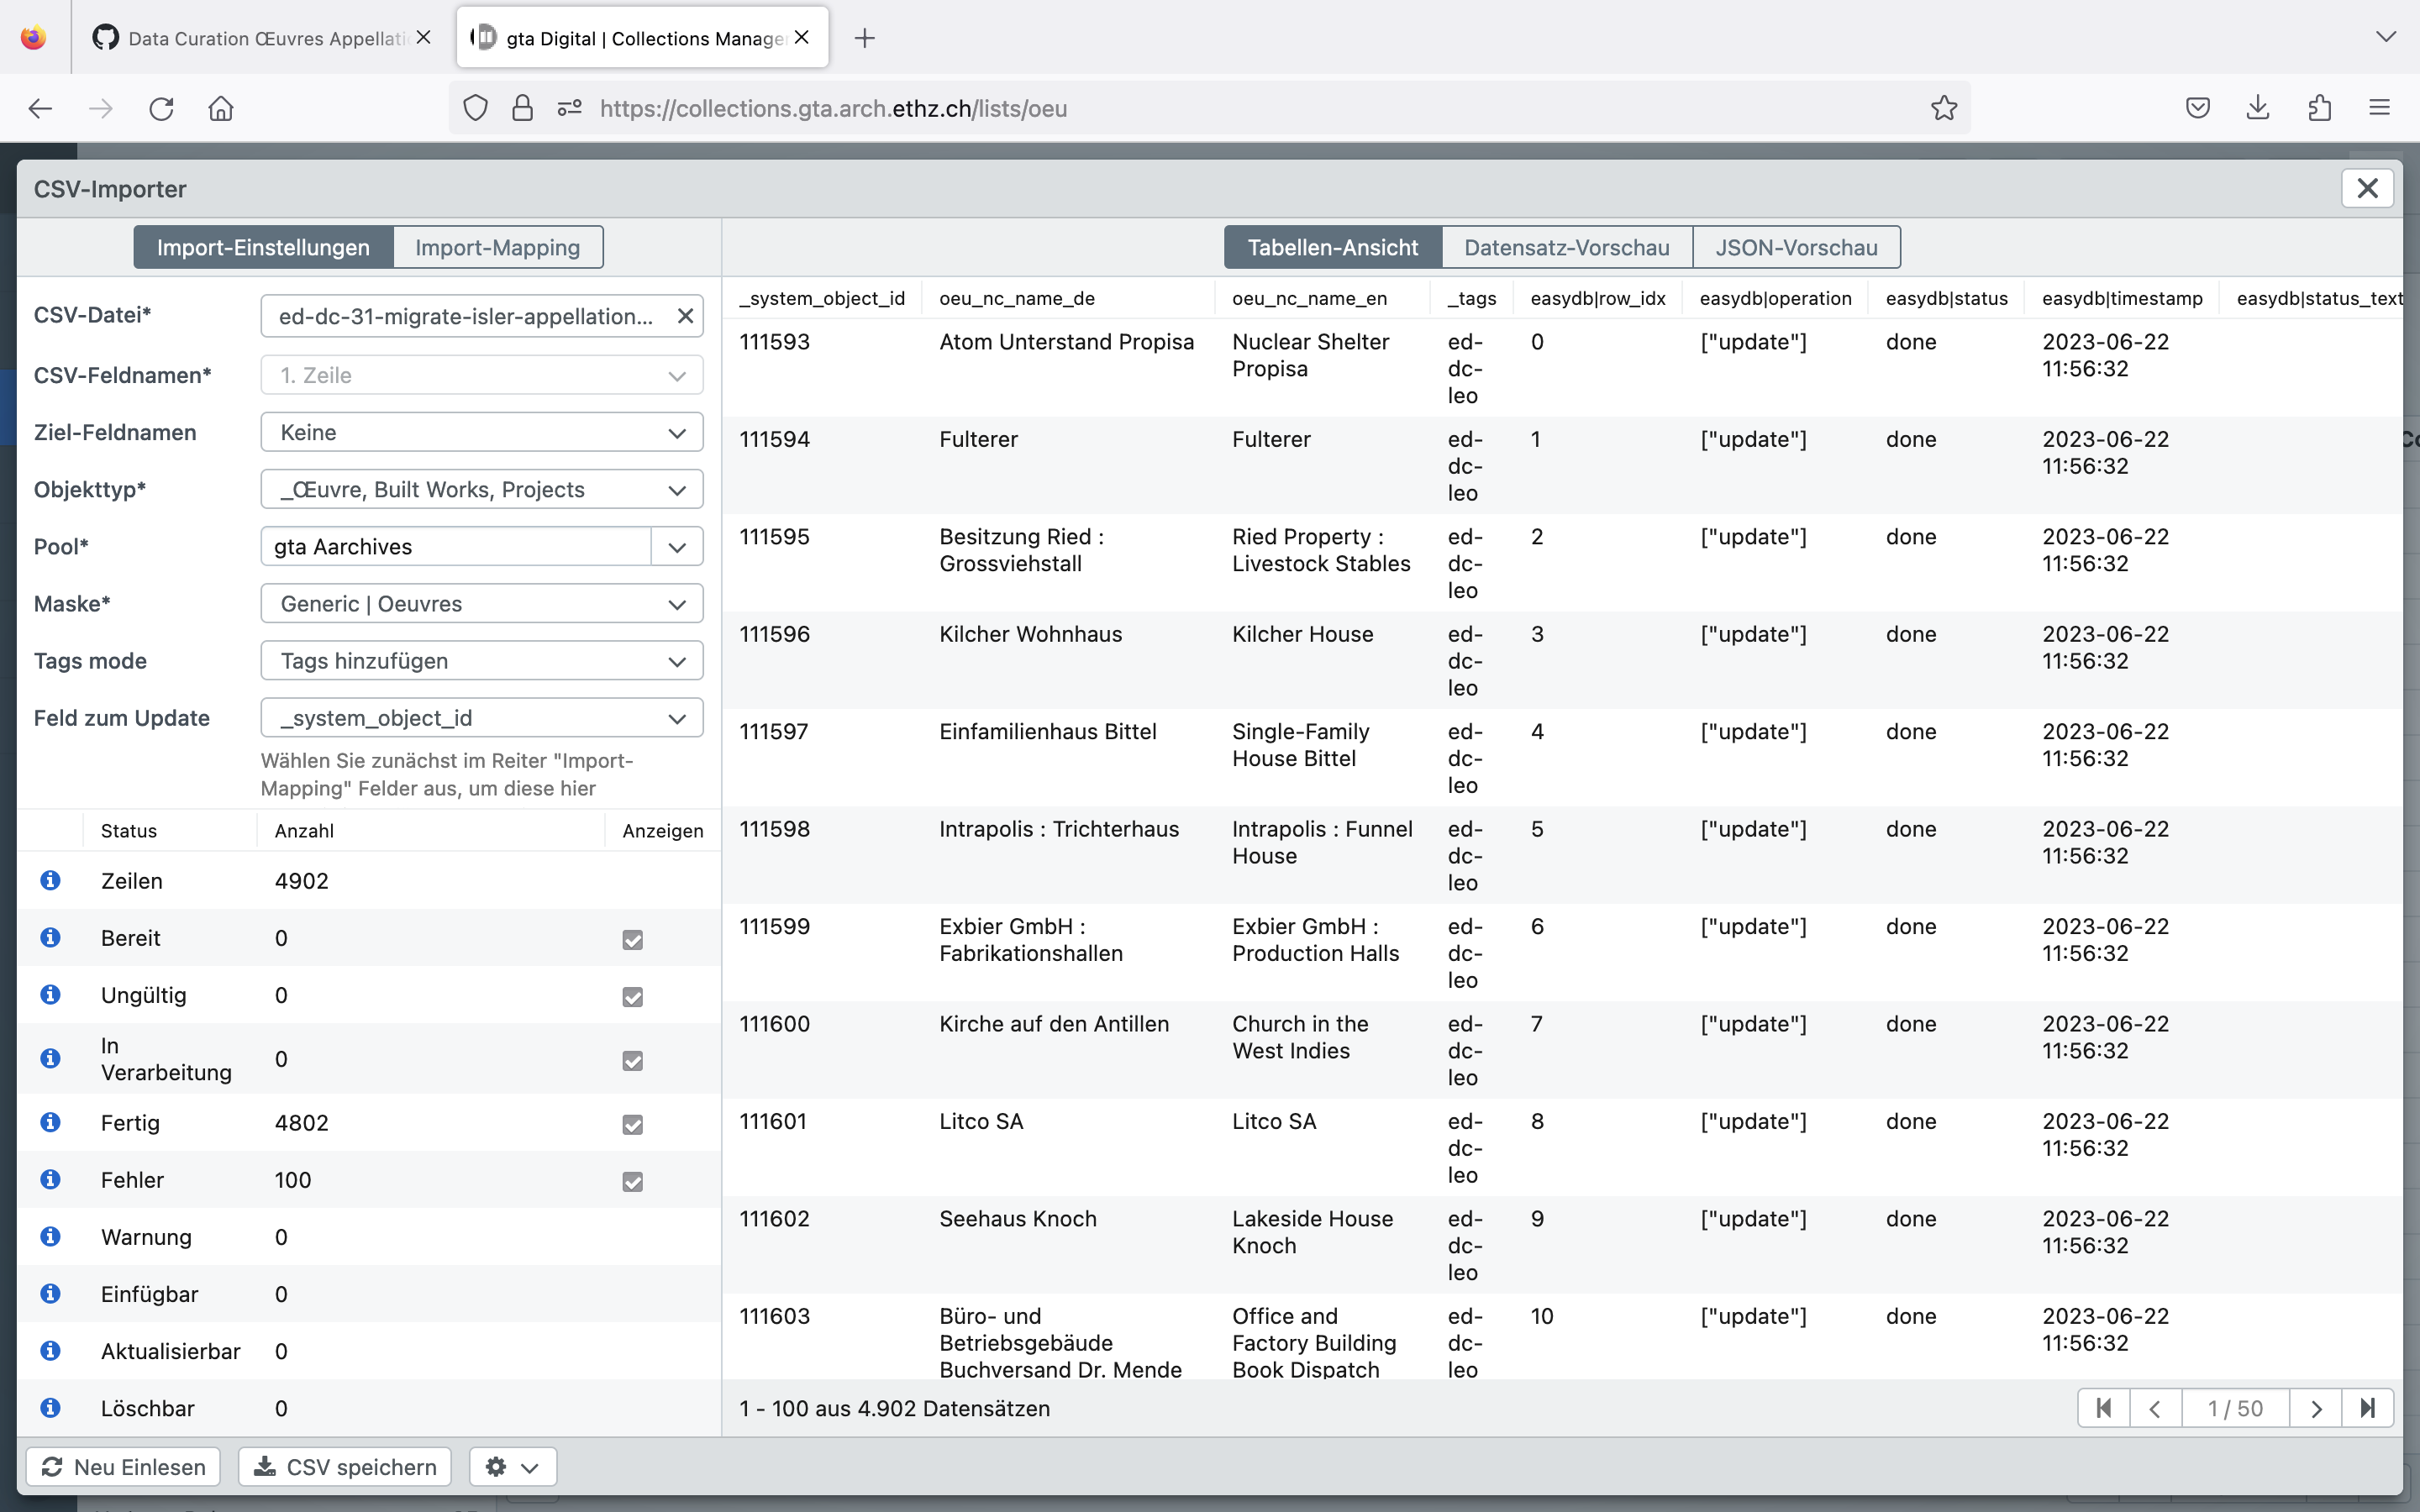 Data Curation Œuvres Appellati
gta Digital | Collections Manage
https://collections.gta.arch.ethz.ch/lists/oeu
CSV-Importer
Import-Einstellungen
Import-Mapping
CSV-Datei*
ed-dc-31-migrate-isler-appellation...
CSV-Feldnamen*
1. Zeile
Ziel-Feldnamen
Keine
Objekttyp*
_Œuvre, Built Works, Projects
Pool*
gta Aarchives
Maske*
Generic | Oeuvres
Tags mode
Tags hinzufügen
Feld zum Update
_system_object_id
Wählen Sie zunächst im Reiter "Import-
Mapping" Felder aus, um diese hier
Status Anzahl Anzeigen
Zeilen 4902
Bereit 0
Ungültig 0
In
Verarbeitung 0
Fertig 4802
Fehler 100
Warnung 0
Einfügbar 0
Aktualisierbar 0
Löschbar 0
Neu Einlesen
CSV speichern
Tabellen-Ansicht
Datensatz-Vorschau
JSON-Vorschau
_system_object_id oeu_nc_name_de oeu_nc_name_en _tags easydb|row_idx easydb|operation easydb|status easydb|timestamp easydb|status_text
111593 Atom Unterstand Propisa Nuclear Shelter ed- 0 ["update"] done 2023-06-22
Propisa dc- 11:56:32
leo
111594 Fulterer Fulterer ed- 1 ["update"] done 2023-06-22
dc- 11:56:32
leo
111595 Besitzung Ried : Ried Property : ed- 2 ["update"] done 2023-06-22
Grossviehstall Livestock Stables dc- 11:56:32
leo
111596 Kilcher Wohnhaus Kilcher House ed- 3 ["update"] done 2023-06-22
dc- 11:56:32
leo
111597 Einfamilienhaus Bittel Single-Family ed- 4 ["update"] done 2023-06-22
House Bittel dc- 11:56:32
leo
111598 Intrapolis : Trichterhaus Intrapolis : Funnel ed- 5 ["update"] done 2023-06-22
House dc- 11:56:32
leo
111599 Exbier GmbH : Exbier GmbH : ed- 6 ["update"] done 2023-06-22
Fabrikationshallen Production Halls dc- 11:56:32
leo
111600 Kirche auf den Antillen Church in the ed- 7 ["update"] done 2023-06-22
West Indies dc- 11:56:32
leo
111601 Litco SA Litco SA ed- 8 ["update"] done 2023-06-22
dc- 11:56:32
leo
111602 Seehaus Knoch Lakeside House ed- 9 ["update"] done 2023-06-22
Knoch dc- 11:56:32
leo
111603 Büro- und Office and ed- 10 ["update"] done 2023-06-22
Betriebsgebäude Factory Building dc- 11:56:32
Buchversand Dr. Mende Book Dispatch leo
1 - 100 aus 4.902 Datensätzen
1 / 50